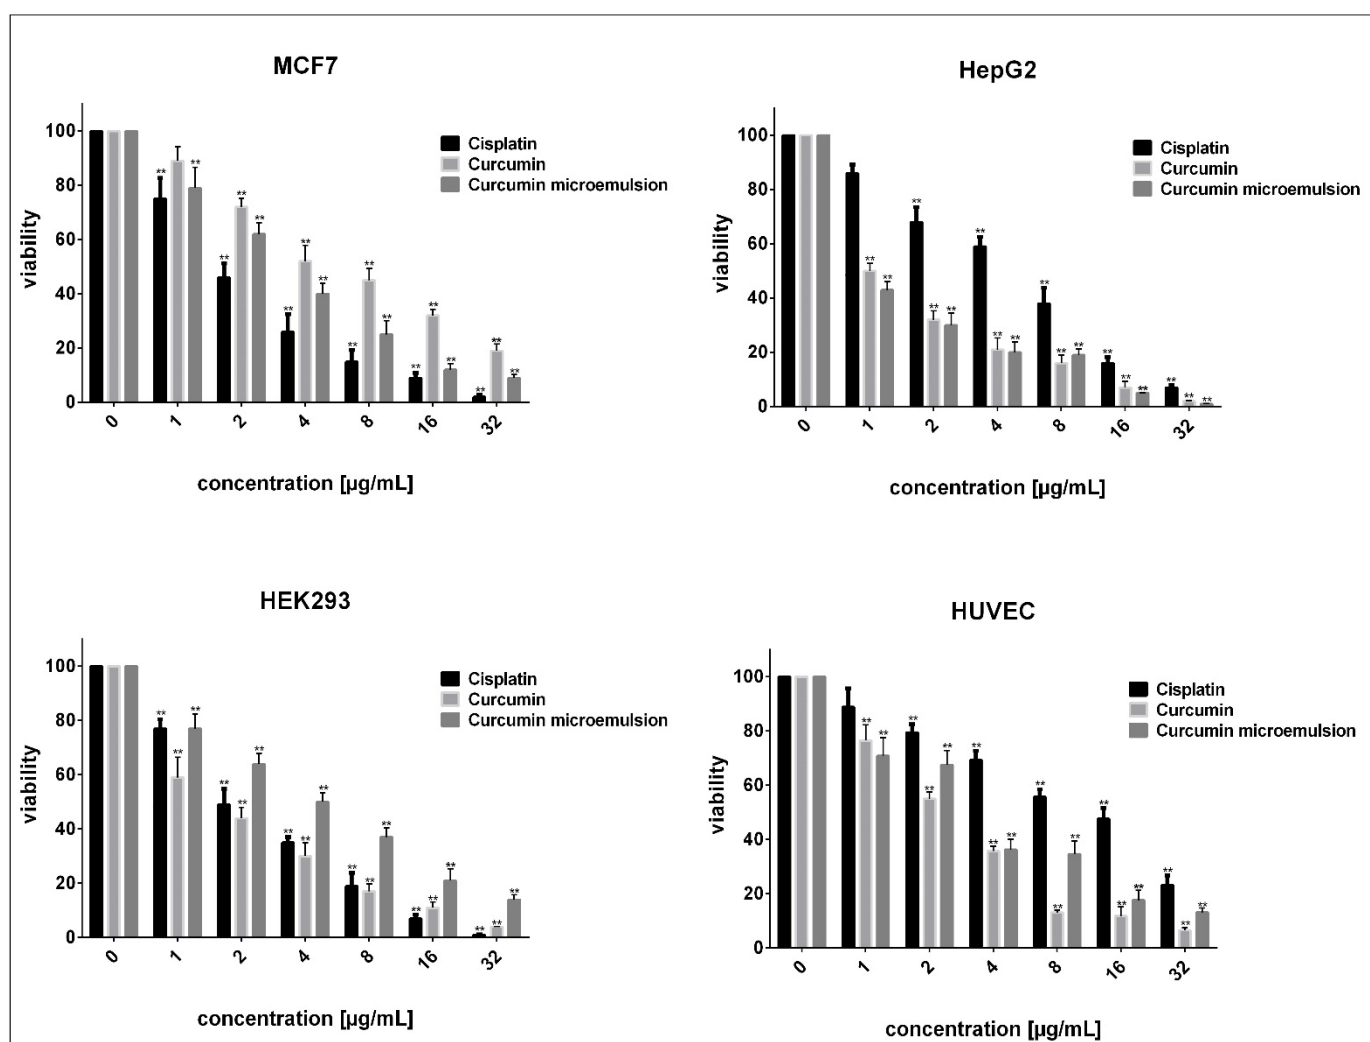 MCF7
Cisplatin
Curcumin
Curcumin microemulsion
viability
100
80
60
40
20
0
** ** ** ** ** ** ** ** ** ** ** ** ** ** ** ** **
0 1 2 4 8 16 32
concentration [µg/mL]
HepG2
Cisplatin
Curcumin
Curcumin microemulsion
viability
100
80
60
40
20
0
** ** ** ** ** ** ** ** ** ** ** ** ** ** ** ** **
0 1 2 4 8 16 32
concentration [µg/mL]
HEK293
Cisplatin
Curcumin
Curcumin microemulsion
viability
100
80
60
40
20
0
** ** ** ** ** ** ** ** ** ** ** ** ** ** ** ** ** **
0 1 2 4 8 16 32
concentration [µg/mL]
HUVEC
Cisplatin
Curcumin
Curcumin microemulsion
viability
100
80
60
40
20
0
** ** ** ** ** ** ** ** ** ** ** ** ** ** ** ** **
0 1 2 4 8 16 32
concentration [µg/mL]